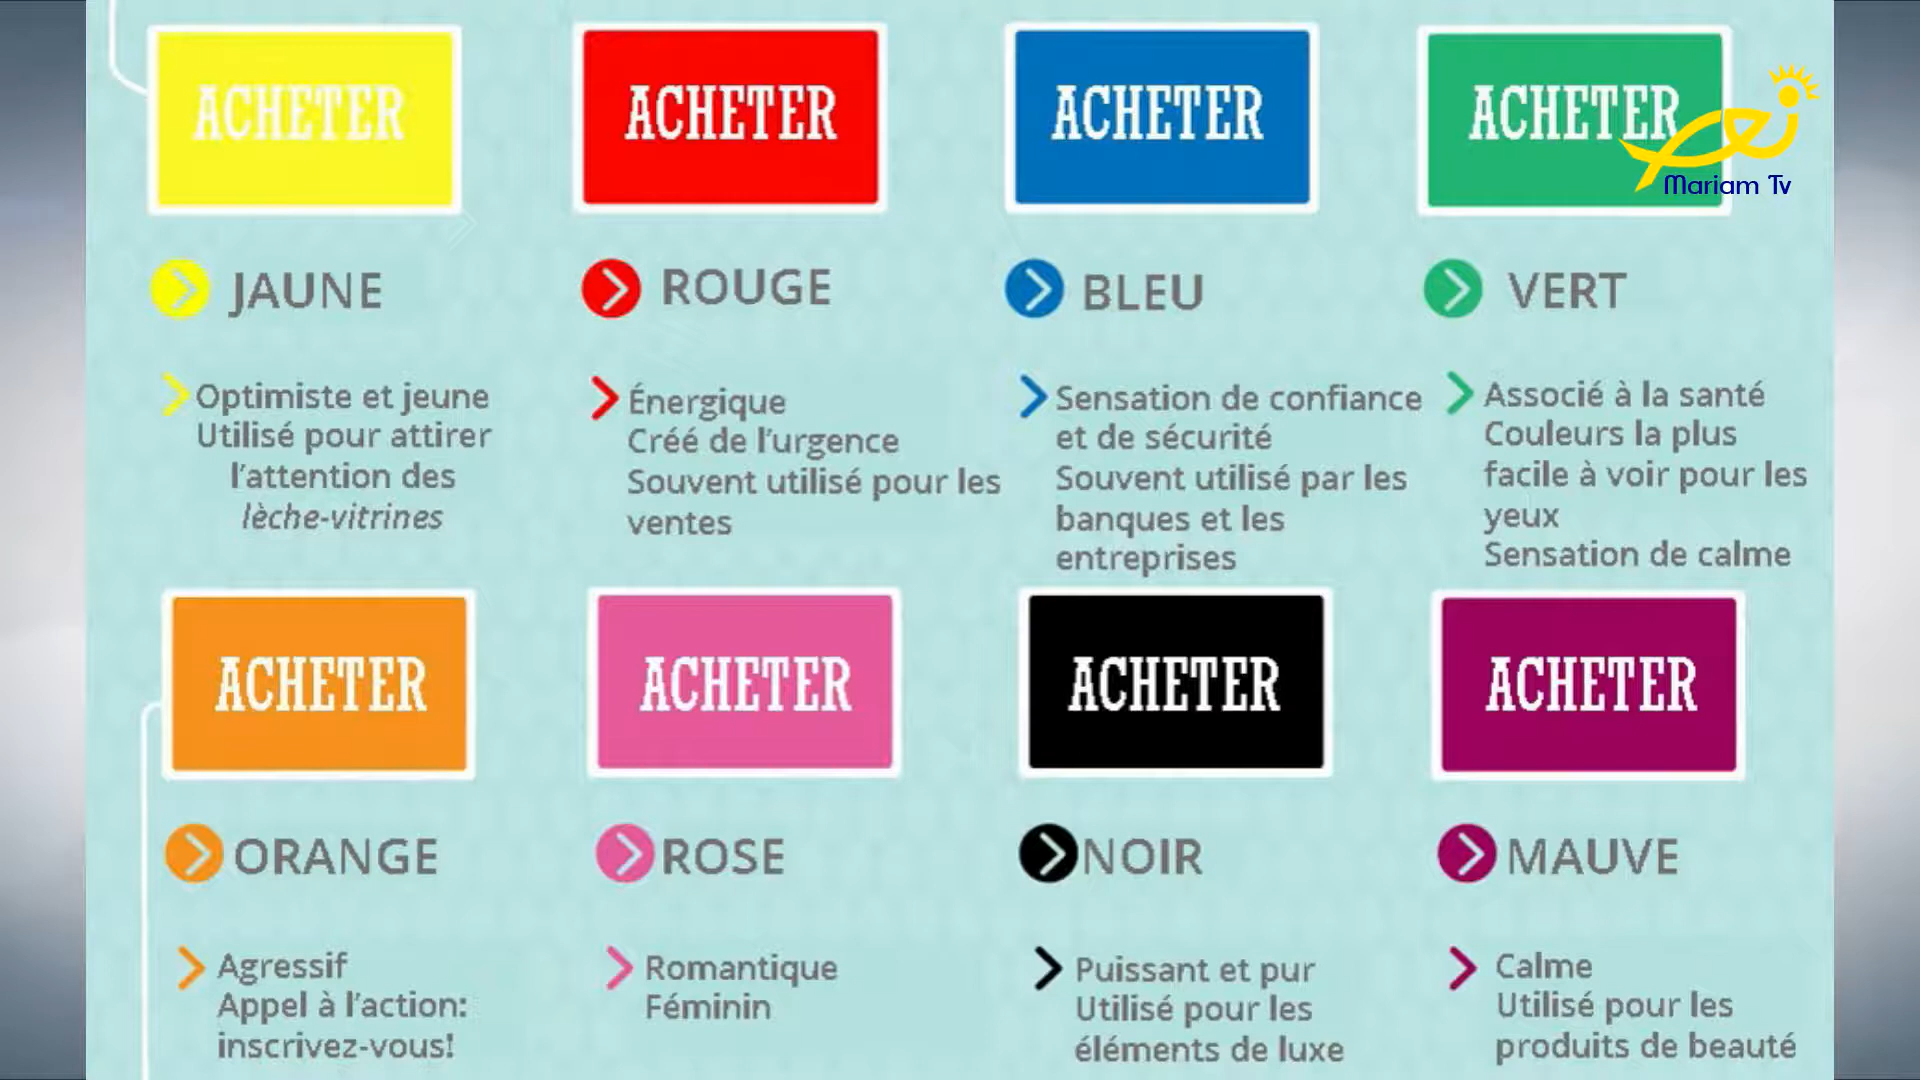 ACHETER
ACHETER
ACHETER
ACHETER
Mariam Tv
JAUNE
ROUGE
BLEU
VERT
Optimiste et jeune
Utilisé pour attirer
l'attention des
lèche-vitrines
Énergique
Créé de l'urgence
Souvent utilisé pour les
ventes
Sensation de confiance
et de sécurité
Souvent utilisé par les
banques et les
entreprises
Associé à la santé
Couleurs la plus
facile à voir pour les
yeux
Sensation de calme
ACHETER
ACHETER
ACHETER
ACHETER
ORANGE
ROSE
NOIR
MAUVE
Agressif
Appel à l'action:
inscrivez-vous!
Romantique
Féminin
Puissant et pur
Utilisé pour les
éléments de luxe
Calme
Utilisé pour les
produits de beauté